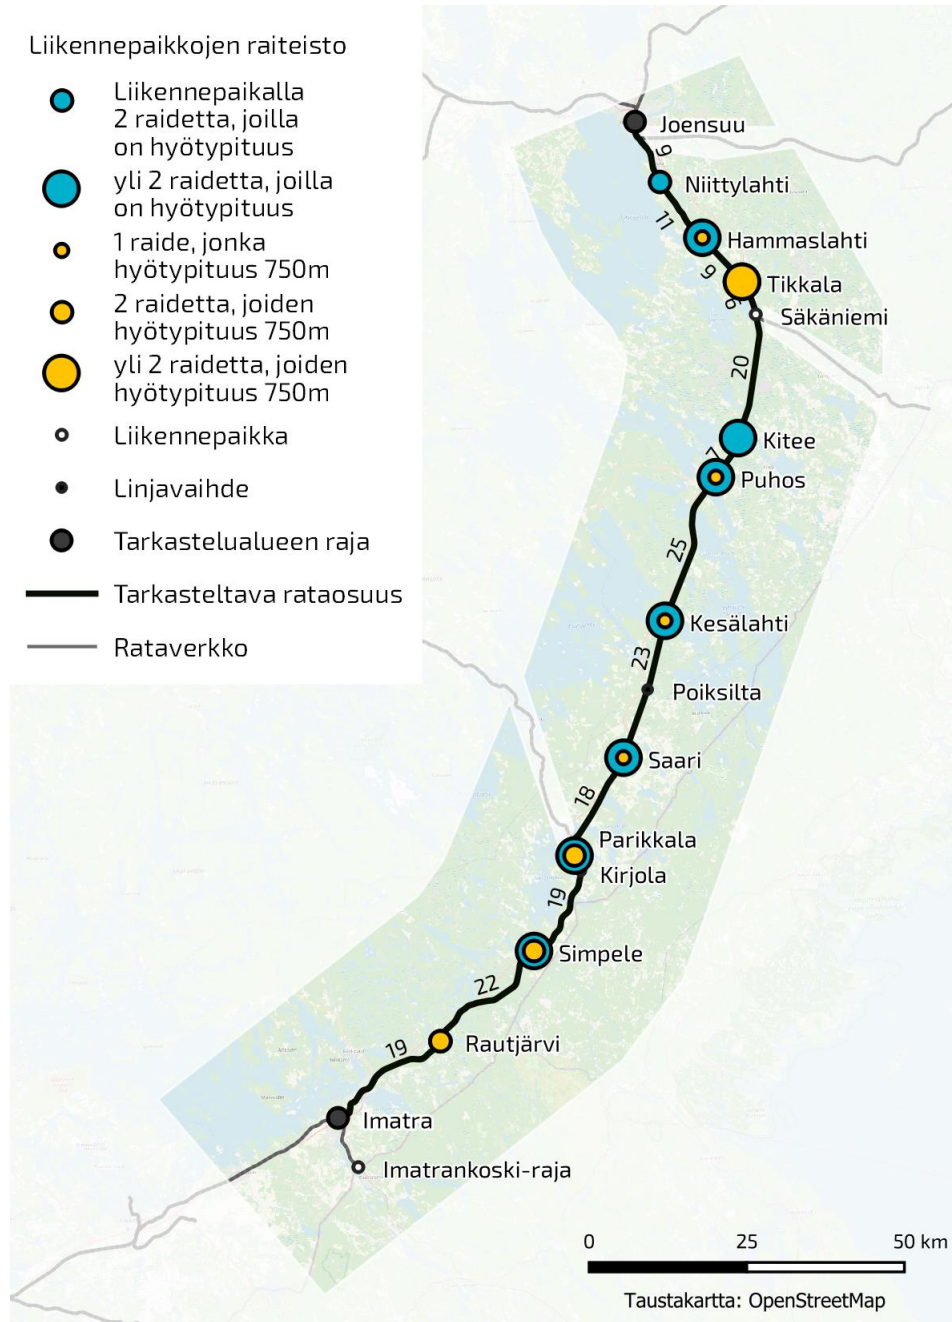 Liikennepaikkojen raiteisto
Liikennepaikalla
2 raidetta, joilla
on hyötypituus
yli 2 raidetta, joilla
on hyötypituus
1 raide, jonka
hyötypituus 750m
2 raidetta, joiden
hyötypituus 750m
yli 2 raidetta, joiden
hyötypituus 750m
Liikennepaikka
Linjavaihde
Tarkastelualueen raja
Tarkasteltava rataosuus
Rataverkko
Joensuu
9
Niittylahti
11
Hammaslahti
9
Tikkala
6
Säkäniemi
20
Kitee
7
Puhos
25
Kesälahti
23
Poiksilta
Saari
18
Parikkala
Kirjola
19
Simpele
22
Rautjärvi
19
Imatra
Imatrankoski-raja
0 25 50 km
Taustakartta: OpenStreetMap